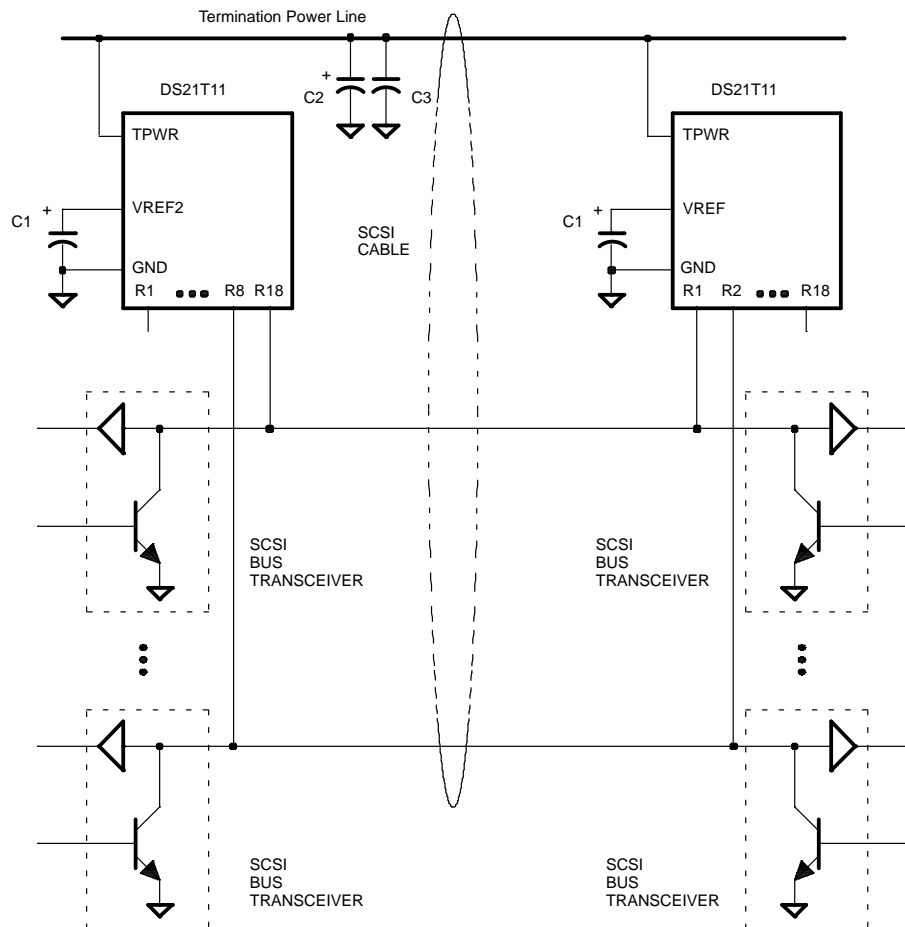 Termination Power Line
DS21T11
+
C2
C3
DS21T11
TPWR
TPWR
C1
+
VREF2
C1
+
VREF
SCSI
CABLE
GND
GND
R1
R8
R18
R1
R2
R18
SCSI
BUS
TRANSCEIVER
SCSI
BUS
TRANSCEIVER
SCSI
BUS
TRANSCEIVER
SCSI
BUS
TRANSCEIVER